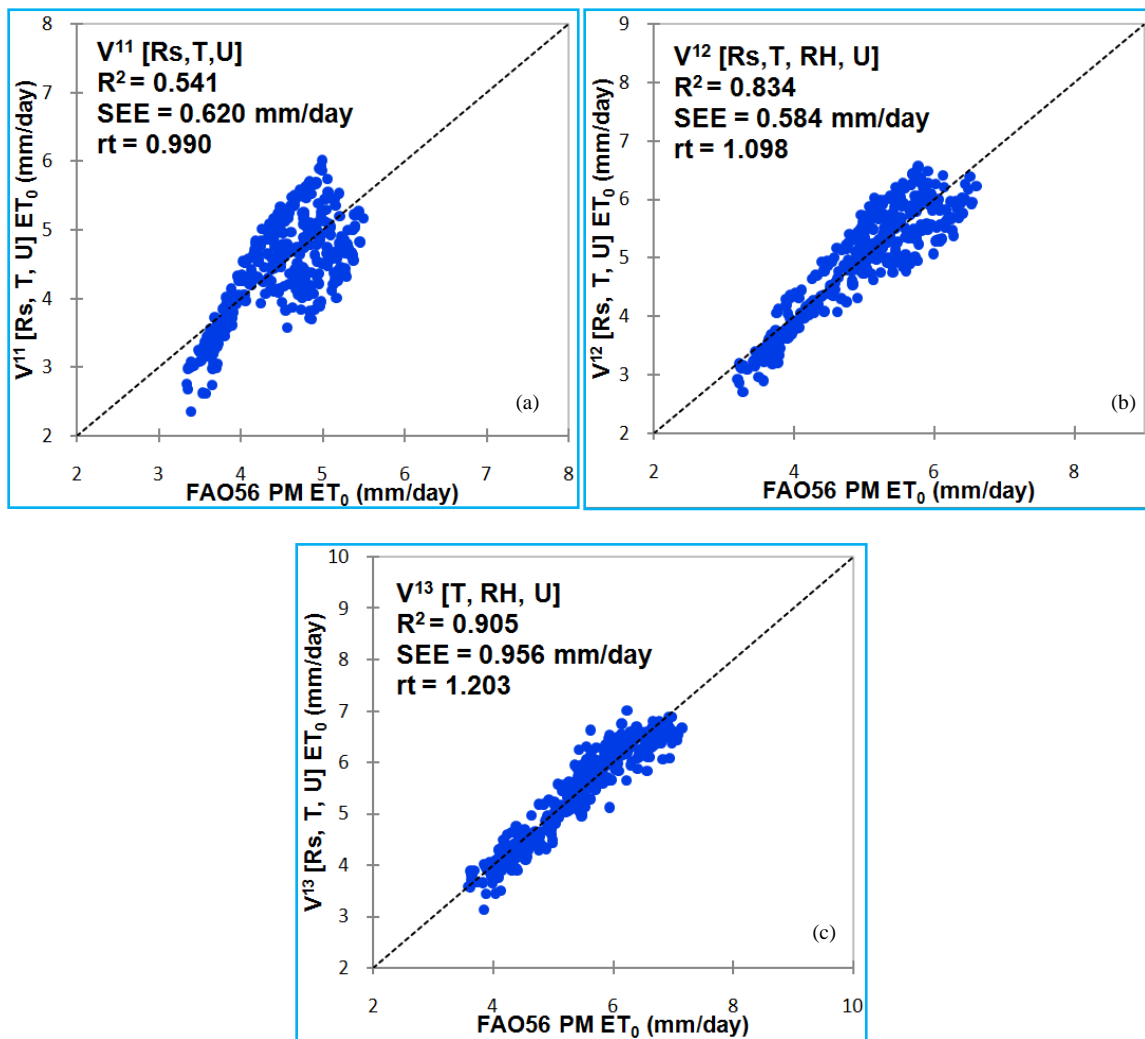 8
7
6
5
4
3
2
2 3 4 5 6 7 8
V¹¹ [Rs, T, U] ET₀ (mm/day)
FAO56 PM ET₀ (mm/day)
V¹¹ [Rs,T,U]
R² = 0.541
SEE = 0.620 mm/day
rt = 0.990
(a)
9
8
7
6
5
4
3
2
2 4 6 8
V¹² [Rs, T, U] ET₀ (mm/day)
FAO56 PM ET₀ (mm/day)
V¹² [Rs,T, RH, U]
R² = 0.834
SEE = 0.584 mm/day
rt = 1.098
(b)
10
9
8
7
6
5
4
3
2
2 4 6 8 10
V¹³ [Rs, T, U] ET₀ (mm/day)
FAO56 PM ET₀ (mm/day)
V¹³ [T, RH, U]
R² = 0.905
SEE = 0.956 mm/day
rt = 1.203
(c)